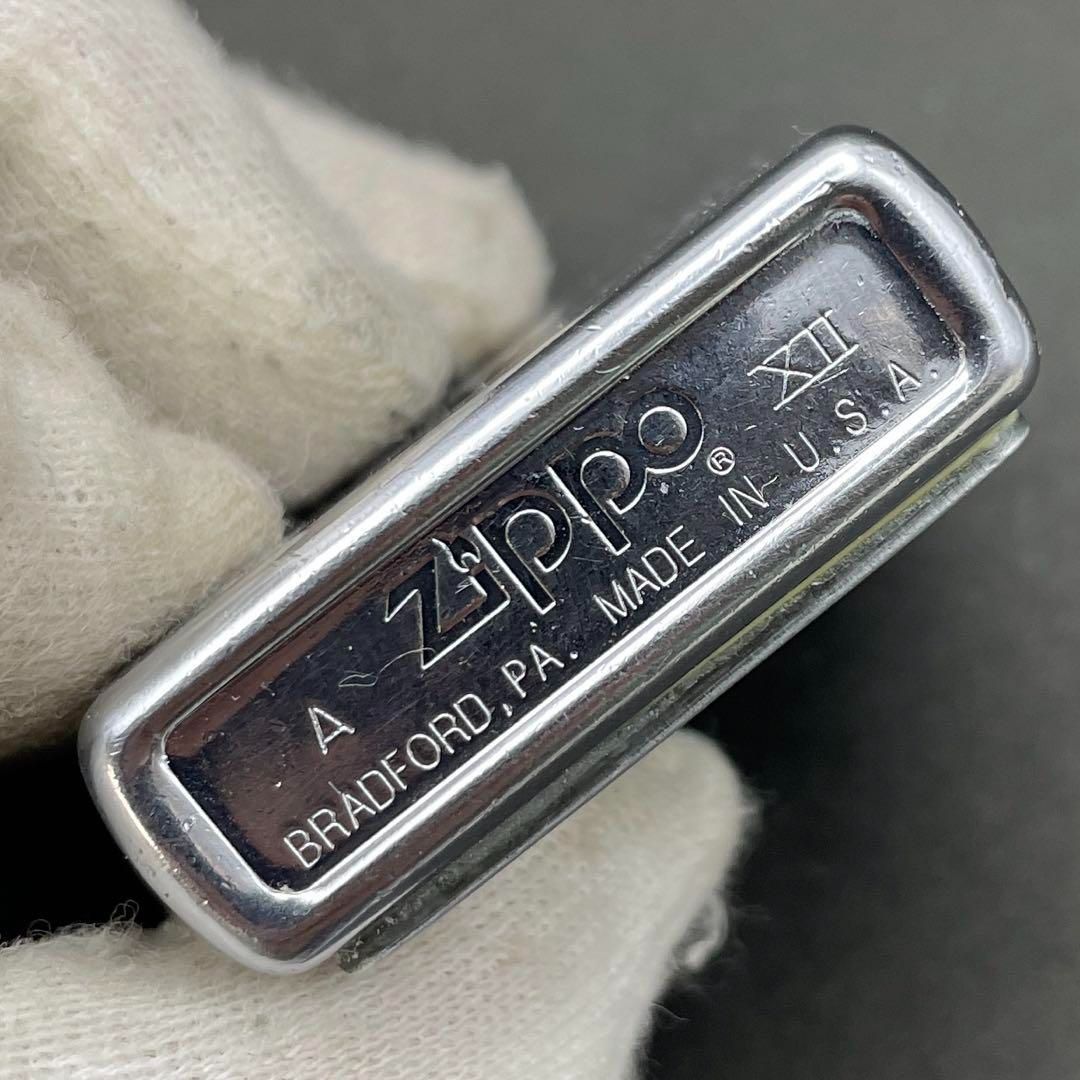 A Zippo® XII
BRADFORD, PA. MADE IN U.S.A.